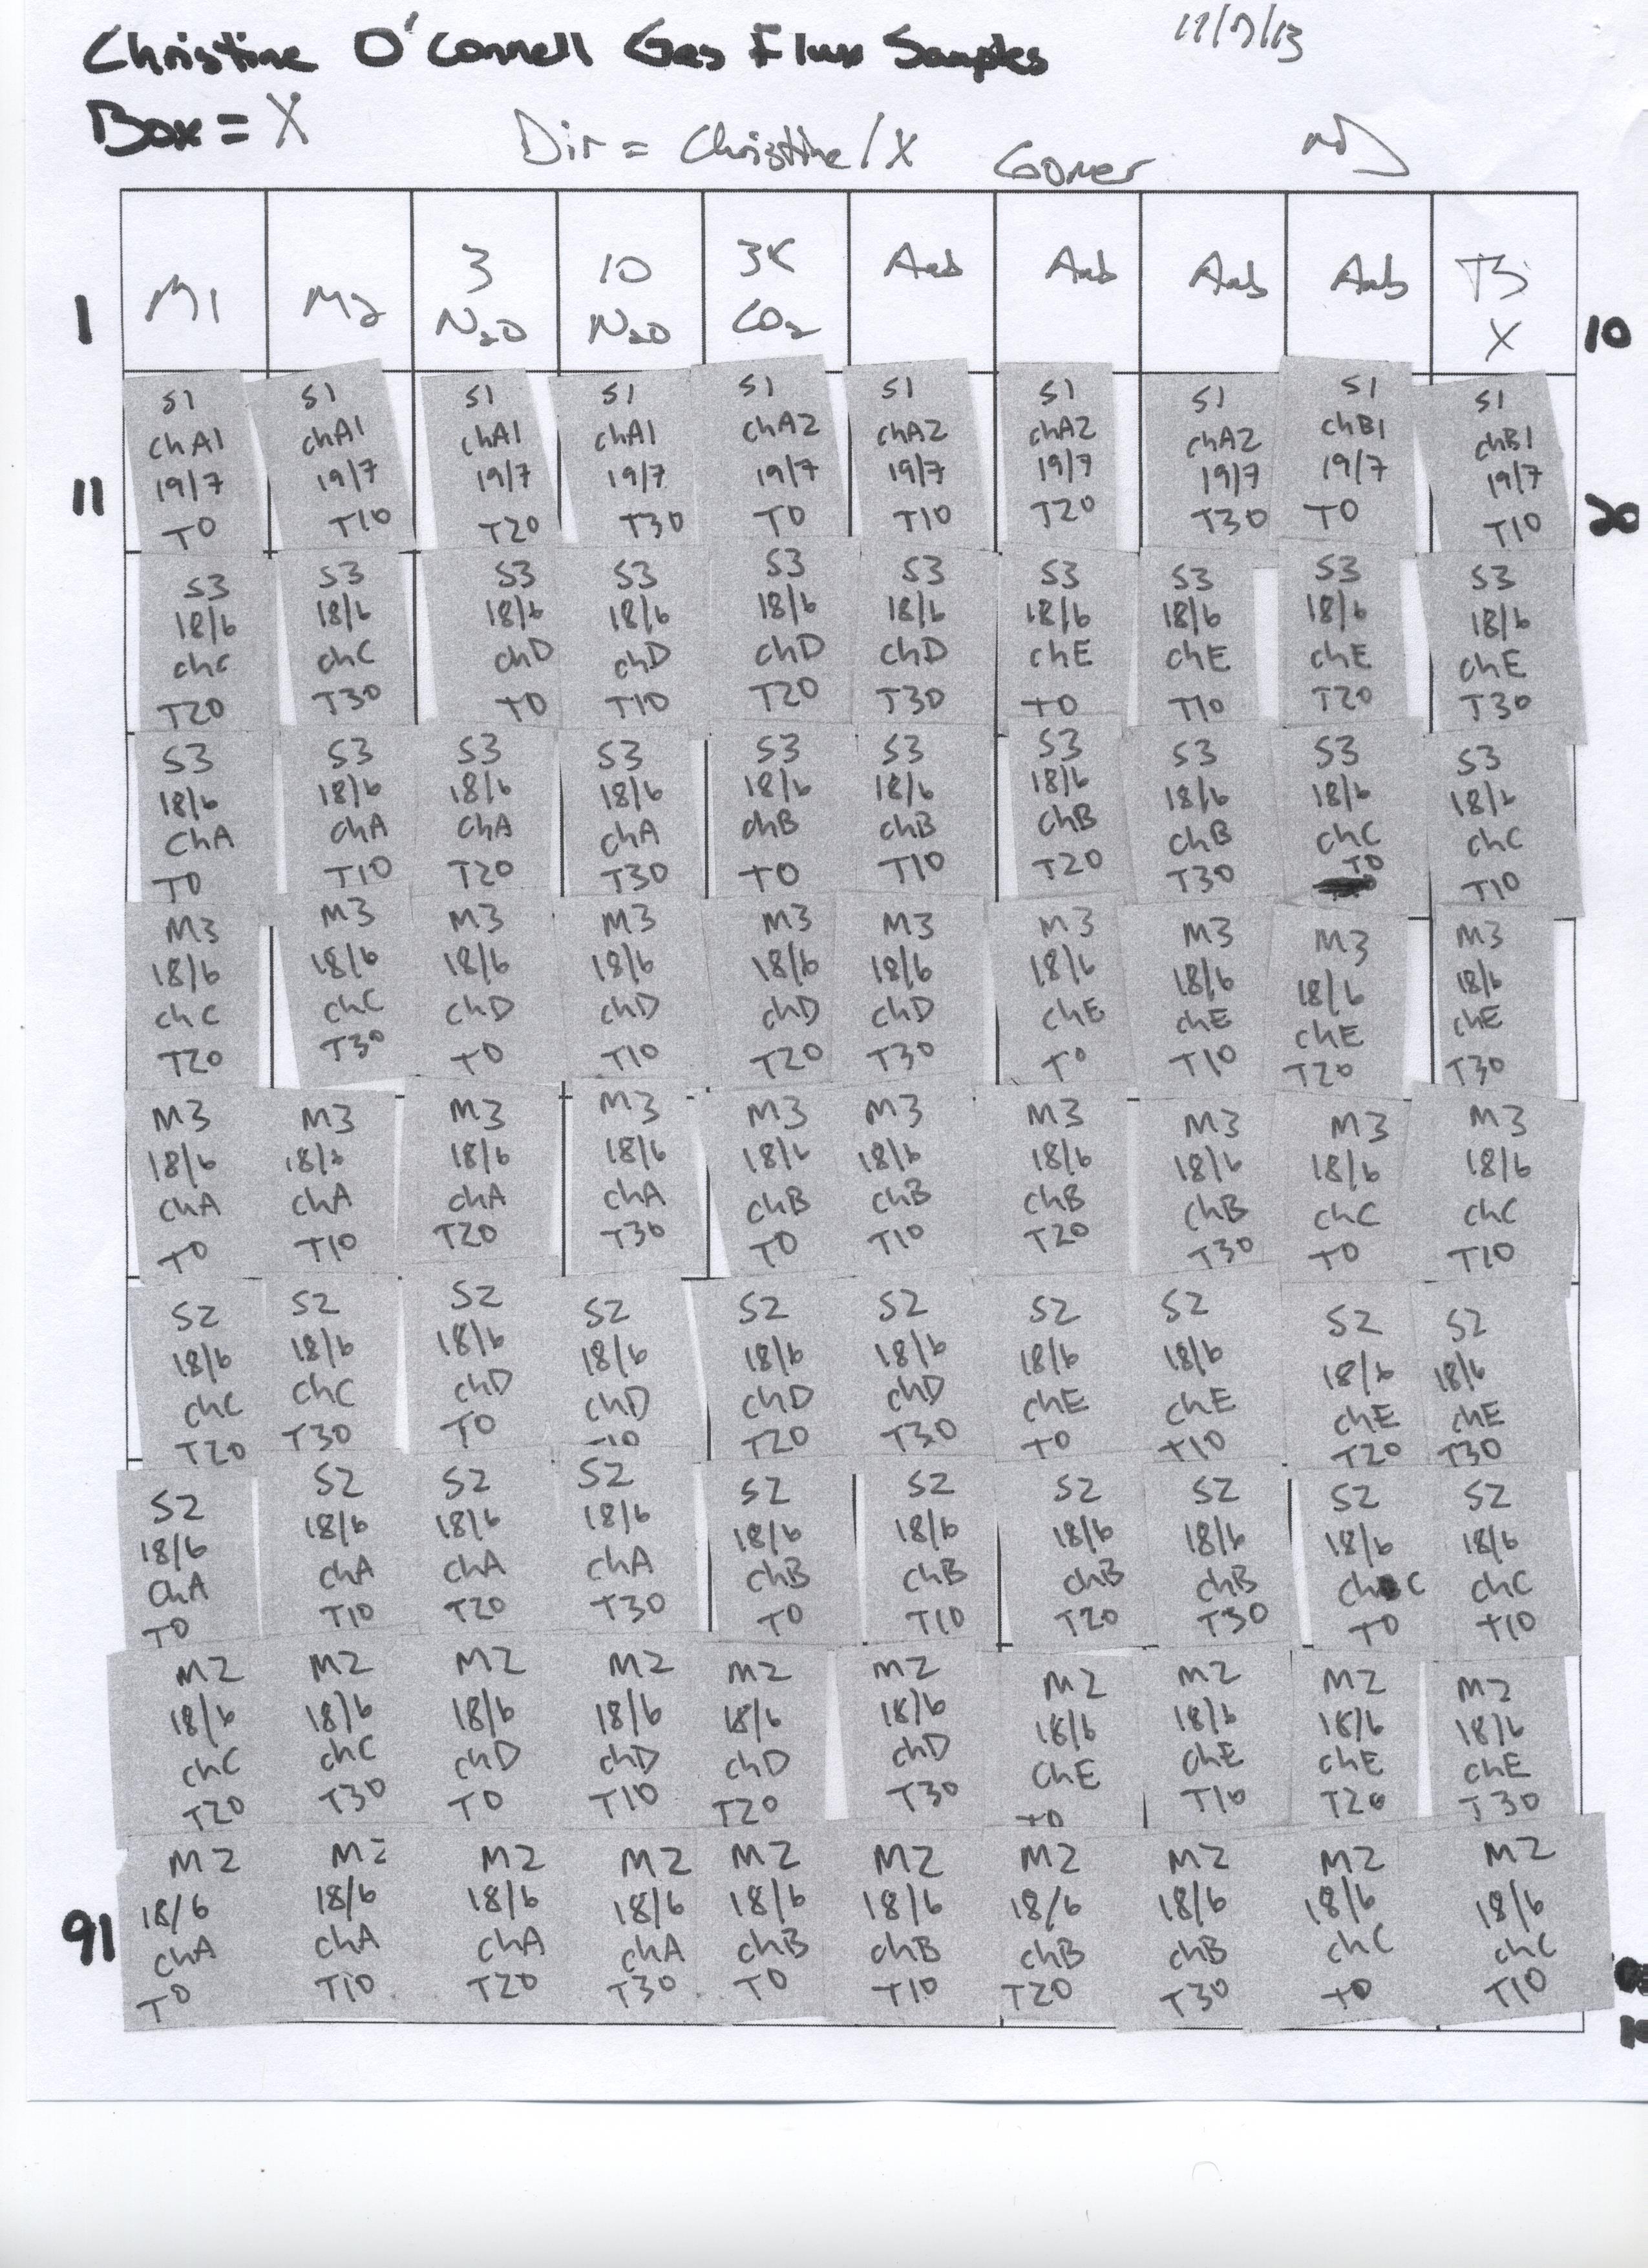 Christine O'Connell Gas Flux Samples
Box = X
Dir = Christine/X Gomer
3 10 3K Amb Amb Amb Amb
1 M1 M2 N2O N2O CO2 X 10
S1 S1 S1 S1 S1 S1 S1 S1 S1 S1
chA1 chA1 chA1 chA1 chA2 chA2 chA2 chA2 chB1 chB1
11 19/7 19/7 19/7 19/7 19/7 19/7 19/7 19/7 19/7 19/7 20
T0 T10 T20 T30 T0 T10 T20 T30 T0 T10
S3 S3 S3 S3 S3 S3 S3 S3 S3 S3
18/6 18/6 18/6 18/6 18/6 18/6 18/6 18/6 18/6 18/6
chC chC chD chD chD chD chE chE chE chE
T20 T30 T0 T10 T20 T30 T0 T10 T20 T30
S3 S3 S3 S3 S3 S3 S3 S3 S3 S3
18/6 18/6 18/6 18/6 18/6 18/6 18/6 18/6 18/6 18/6
chA chA chA chA chB chB chB chB chC chC
T0 T10 T20 T30 T0 T10 T20 T30 T0 T10
M3 M3 M3 M3 M3 M3 M3 M3 M3 M3
18/6 18/6 18/6 18/6 18/6 18/6 18/6 18/6 18/6 18/6
chC chC chD chD chD chD chE chE chE chE
T20 T30 T0 T10 T20 T30 T0 T10 T20 T30
M3 M3 M3 M3 M3 M3 M3 M3 M3 M3
18/6 18/6 18/6 18/6 18/6 18/6 18/6 18/6 18/6 18/6
chA chA chA chA chB chB chB chB chC chC
T0 T10 T20 T30 T0 T10 T20 T30 T0 T10
S2 S2 S2 S2 S2 S2 S2 S2 S2 S2
18/6 18/6 18/6 18/6 18/6 18/6 18/6 18/6 18/6 18/6
chC chC chD chD chD chD chE chE chE chE
T20 T30 T0 T10 T20 T30 T0 T10 T20 T30
S2 S2 S2 S2 S2 S2 S2 S2 S2 S2
18/6 18/6 18/6 18/6 18/6 18/6 18/6 18/6 18/6 18/6
chA chA chA chA chB chB chB chB chC chC
T0 T10 T20 T30 T0 T10 T20 T30 T0 T10
M2 M2 M2 M2 M2 M2 M2 M2 M2 M2
18/6 18/6 18/6 18/6 18/6 18/6 18/6 18/6 18/6 18/6
chC chC chD chD chD chD chE chE chE chE
T20 T30 T0 T10 T20 T30 T0 T10 T20 T30
M2 M2 M2 M2 M2 M2 M2 M2 M2 M2
91 18/6 18/6 18/6 18/6 18/6 18/6 18/6 18/6 18/6 18/6
chA chA chA chA chB chB chB chB chC chC
T0 T10 T20 T30 T0 T10 T20 T30 T0 T10